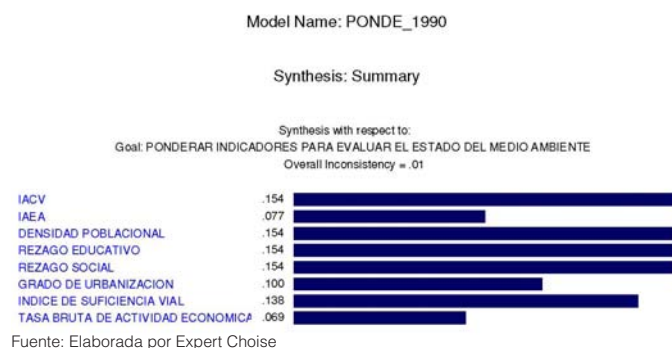 Model Name: PONDE_1990
Synthesis: Summary
Synthesis with respect to:
Goal: PONDERAR INDICADORES PARA EVALUAR EL ESTADO DEL MEDIO AMBIENTE
Overall Inconsistency = .01
IACV .154
IAEA .077
DENSIDAD POBLACIONAL .154
REZAGO EDUCATIVO .154
REZAGO SOCIAL .154
GRADO DE URBANIZACION .100
INDICE DE SUFICIENCIA VIAL .138
TASA BRUTA DE ACTIVIDAD ECONOMICA .069
Fuente: Elaborada por Expert Choise